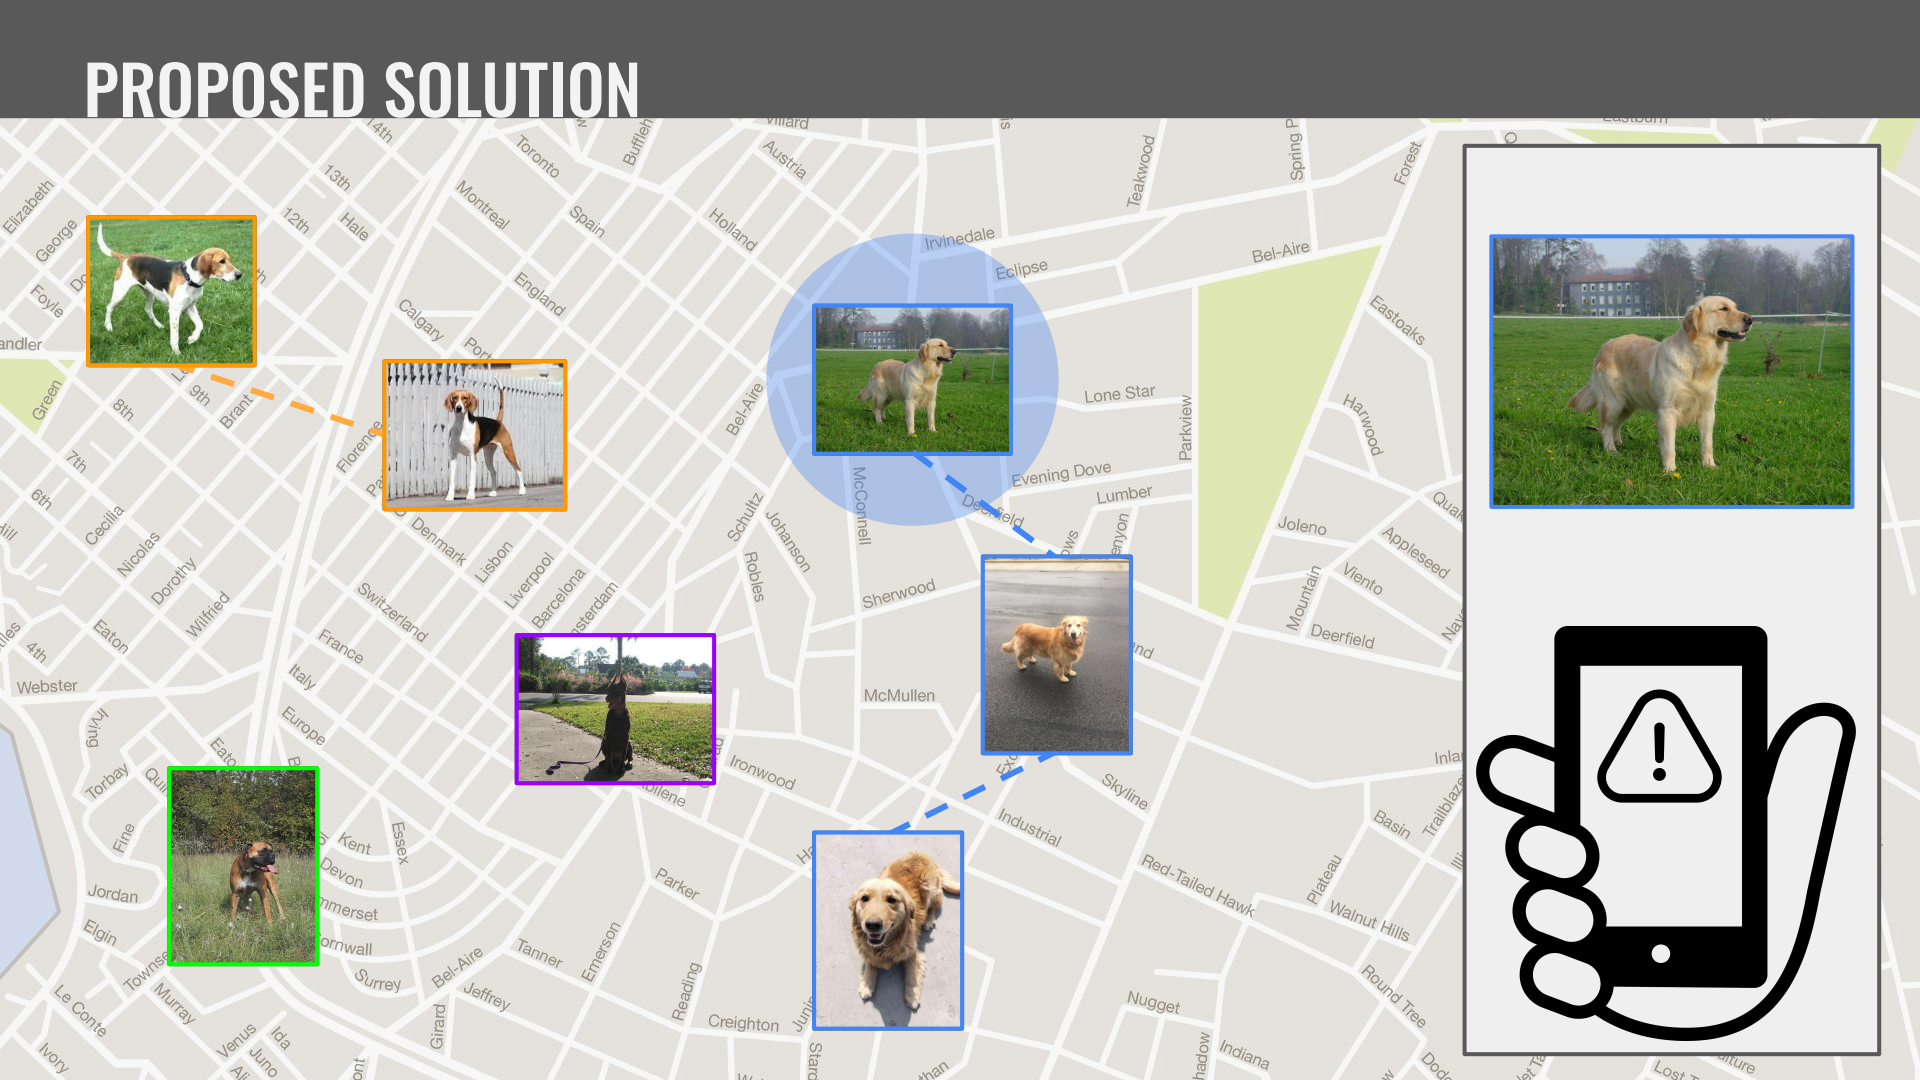 PROPOSED SOLUTION
14th
Toronto
Villard
Austria
Teakwood
Forest
13th
Elizabeth
George
12th
Hale
Montreal
Spain
Holland
Irvinedale
Eclipse
Bel-Aire
Foyle
Calgary
England
Eastoaks
Green
8th
9th
Brant
Bel-Aire
Lone Star
Parkview
Harwood
7th
6th
Cecilia
Nicolas
Dorothy
Wilfried
Denmark
Lisbon
Liverpool
Barcelona
Schultz
Johanson
Robles
McConnell
Evening Dove
Lumber
Deerfield
Joleno
Appleseed
Viento
Mountain
Deerfield
Sherwood
Switzerland
France
Italy
Europe
4th
Eaton
Webster
McMullen
Irving
Torbay
Fine
Kent
Devon
Essex
Ironwood
Skyline
Industrial
Basin
Red-Tailed Hawk
Plateau
Walnut Hills
Round Tree
Parker
Jordan
Elgin
Surrey
Bel-Aire
Tanner
Emerson
Jeffrey
Girard
Reading
Creighton
Nugget
Indiana
Le Conte
Murray
Venus
Ida
Juno
Ivory